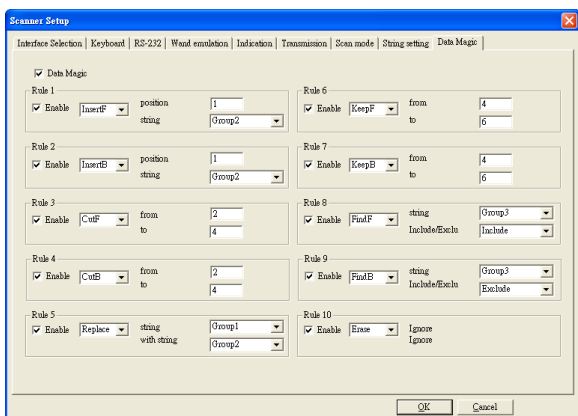 Scanner Setup
Interface Selection Keyboard RS-232 Wand emulation Indication Transmission Scan mode String setting Data Magic
Data Magic
Rule 1
Enable InsertF position 1
string Group2
Rule 2
Enable InsertB position 1
string Group2
Rule 3
Enable CutF from 2
to 4
Rule 4
Enable CutB from 2
to 4
Rule 5
Enable Replace string Group1
with string Group2
Rule 6
Enable KeepF from 4
to 6
Rule 7
Enable KeepB from 4
to 6
Rule 8
Enable FindF string Group3
Include/Exclu Include
Rule 9
Enable FindB string Group3
Include/Exclu Exclude
Rule 10
Enable Erase Ignore
Ignore
OK Cancel